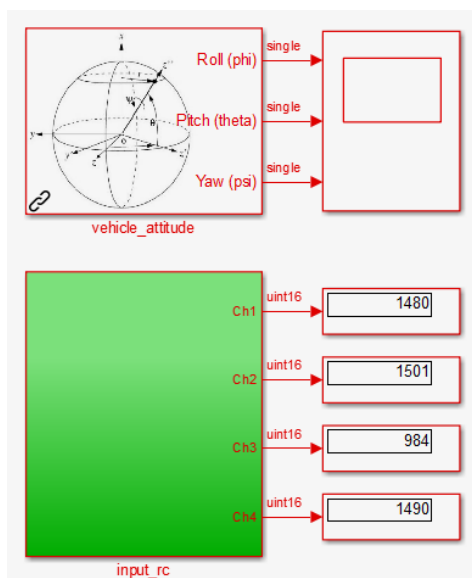 single
Roll (phi)
single
Pitch (theta)
single
Yaw (psi)
vehicle_attitude
uint16
Ch1
1480
uint16
Ch2
1501
uint16
Ch3
984
uint16
Ch4
1490
input_rc